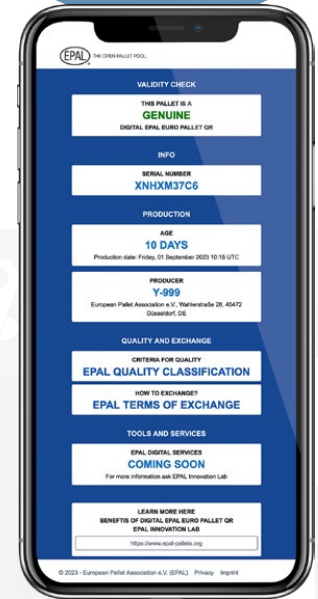 EPAL THE OPEN PALLET POOL.
VALIDITY CHECK
THIS PALLET IS A
GENUINE
DIGITAL EPAL EURO PALLET QR
INFO
SERIAL NUMBER
XNHXM37C6
PRODUCTION
AGE
10 DAYS
Production date: Friday, 01 September 2023 10:15 UTC
PRODUCER
Y-999
European Pallet Association e.V., Wahlerstraße 28, 40472
Düsseldorf, DE
QUALITY AND EXCHANGE
CRITERIA FOR QUALITY
EPAL QUALITY CLASSIFICATION
HOW TO EXCHANGE?
EPAL TERMS OF EXCHANGE
TOOLS AND SERVICES
EPAL DIGITAL SERVICES
COMING SOON
For more information ask EPAL Innovation Lab
LEARN MORE HERE
BENEFTIS OF DIGITAL EPAL EURO PALLET QR
EPAL INNOVATION LAB
https://www.epal-pallets.org
© 2023 - European Pallet Association e.V. (EPAL) Privacy Imprint